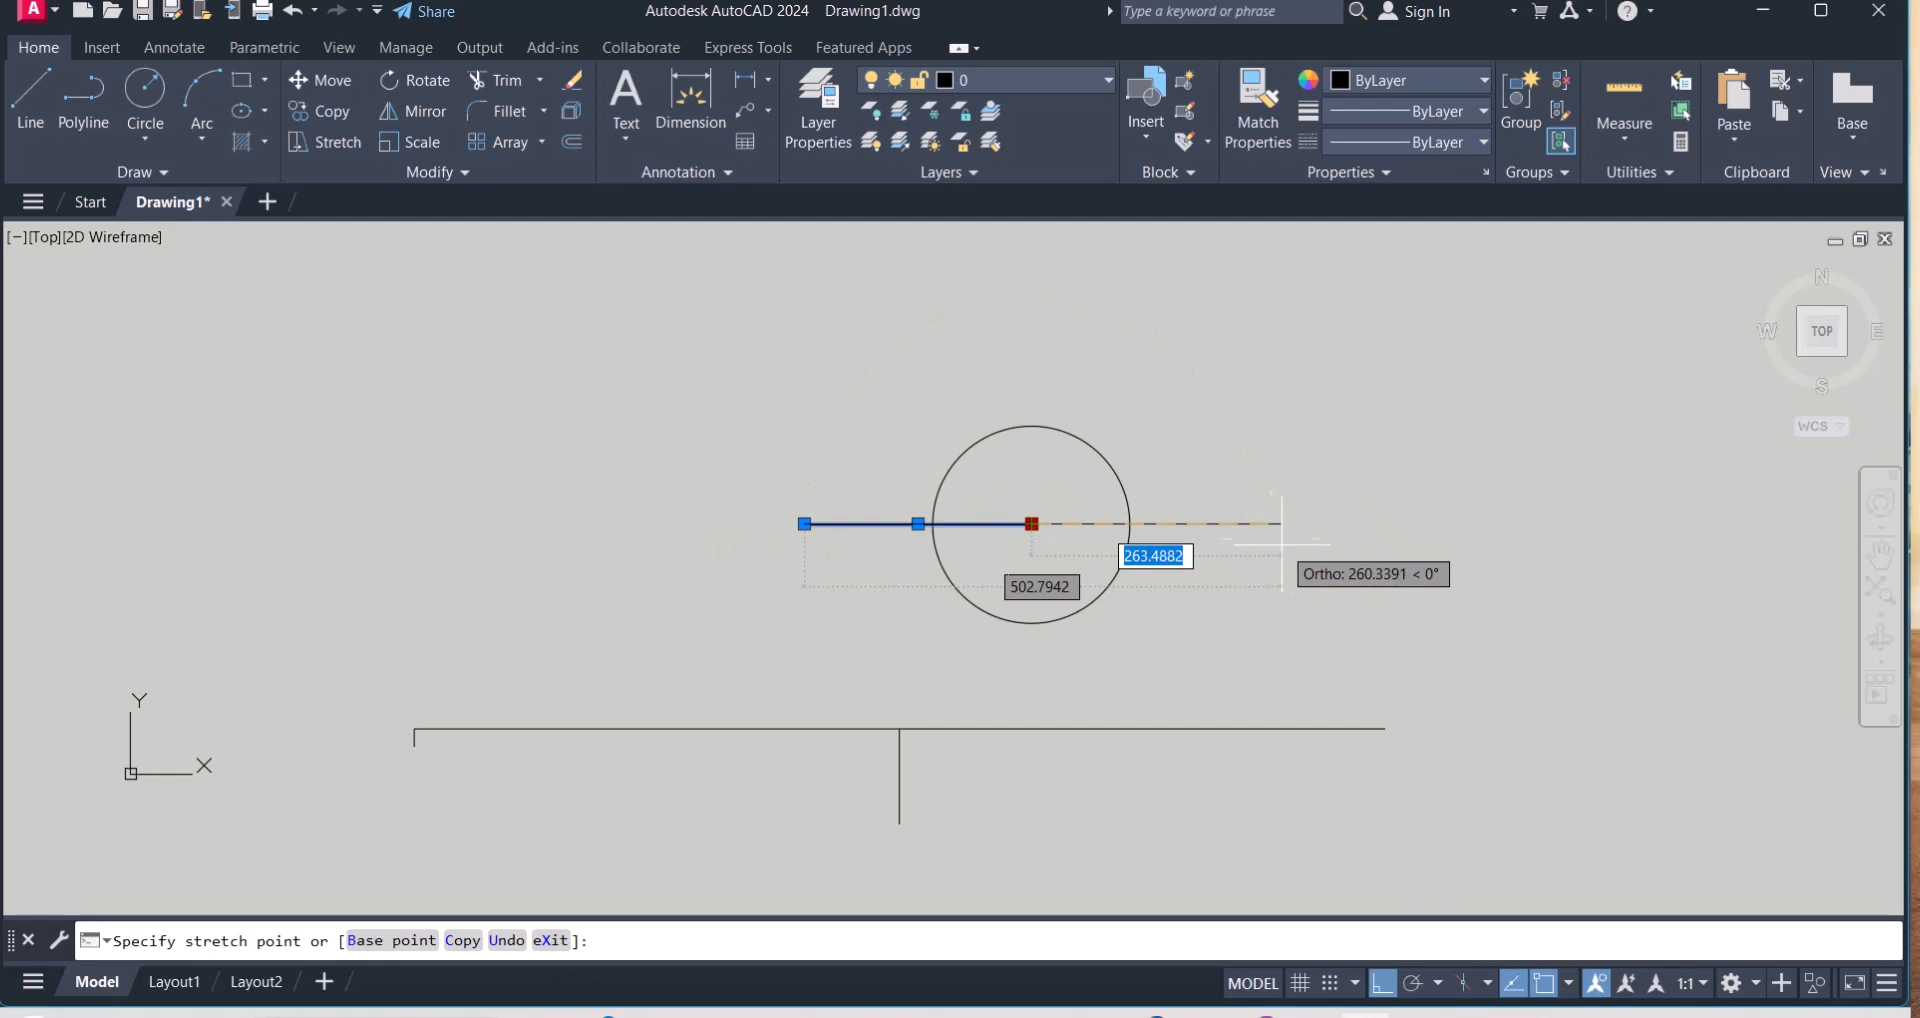 A Share Autodesk AutoCAD 2024 Drawing1.dwg Type a keyword or phrase Sign In
Home Insert Annotate Parametric View Manage Output Add-ins Collaborate Express Tools Featured Apps
Line Polyline Circle Arc
Move Rotate Trim
Copy Mirror Fillet
Stretch Scale Array
A
Text Dimension
Layer
Properties
0
Insert
Match
Properties
ByLayer
ByLayer
ByLayer
Group
Measure
Paste
Base
Draw Modify Annotation Layers Block Properties Groups Utilities Clipboard View
Start Drawing1*
[−][Top][2D Wireframe]
N
W TOP E
S
WCS
263.4882
Ortho: 260.3391 < 0°
502.7942
Y
X
Specify stretch point or [Base point Copy Undo eXit]:
Model Layout1 Layout2 MODEL 1:1